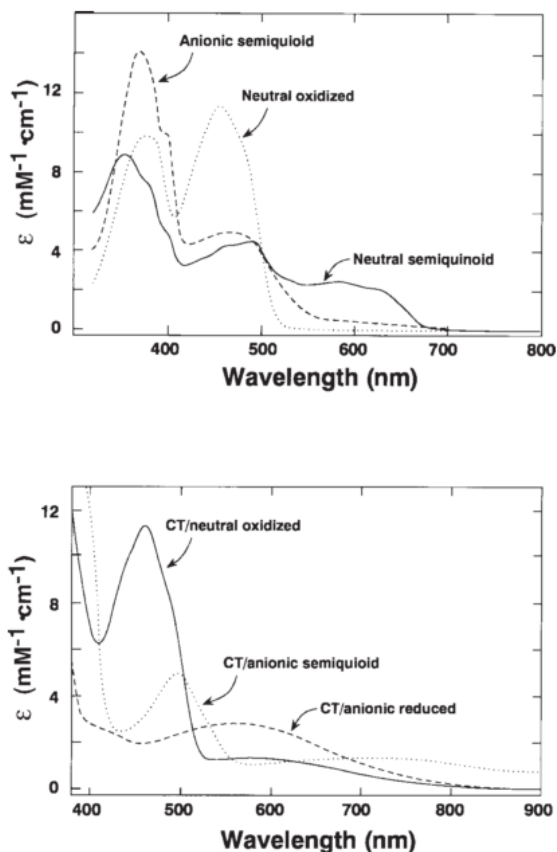 Anionic semiquioid
Neutral oxidized
Neutral semiquinoid
12
8
4
0
ε (mM⁻¹·cm⁻¹)
400 500 600 700 800
Wavelength (nm)
CT/neutral oxidized
CT/anionic semiquioid
CT/anionic reduced
12
8
4
0
ε (mM⁻¹·cm⁻¹)
400 500 600 700 800 900
Wavelength (nm)